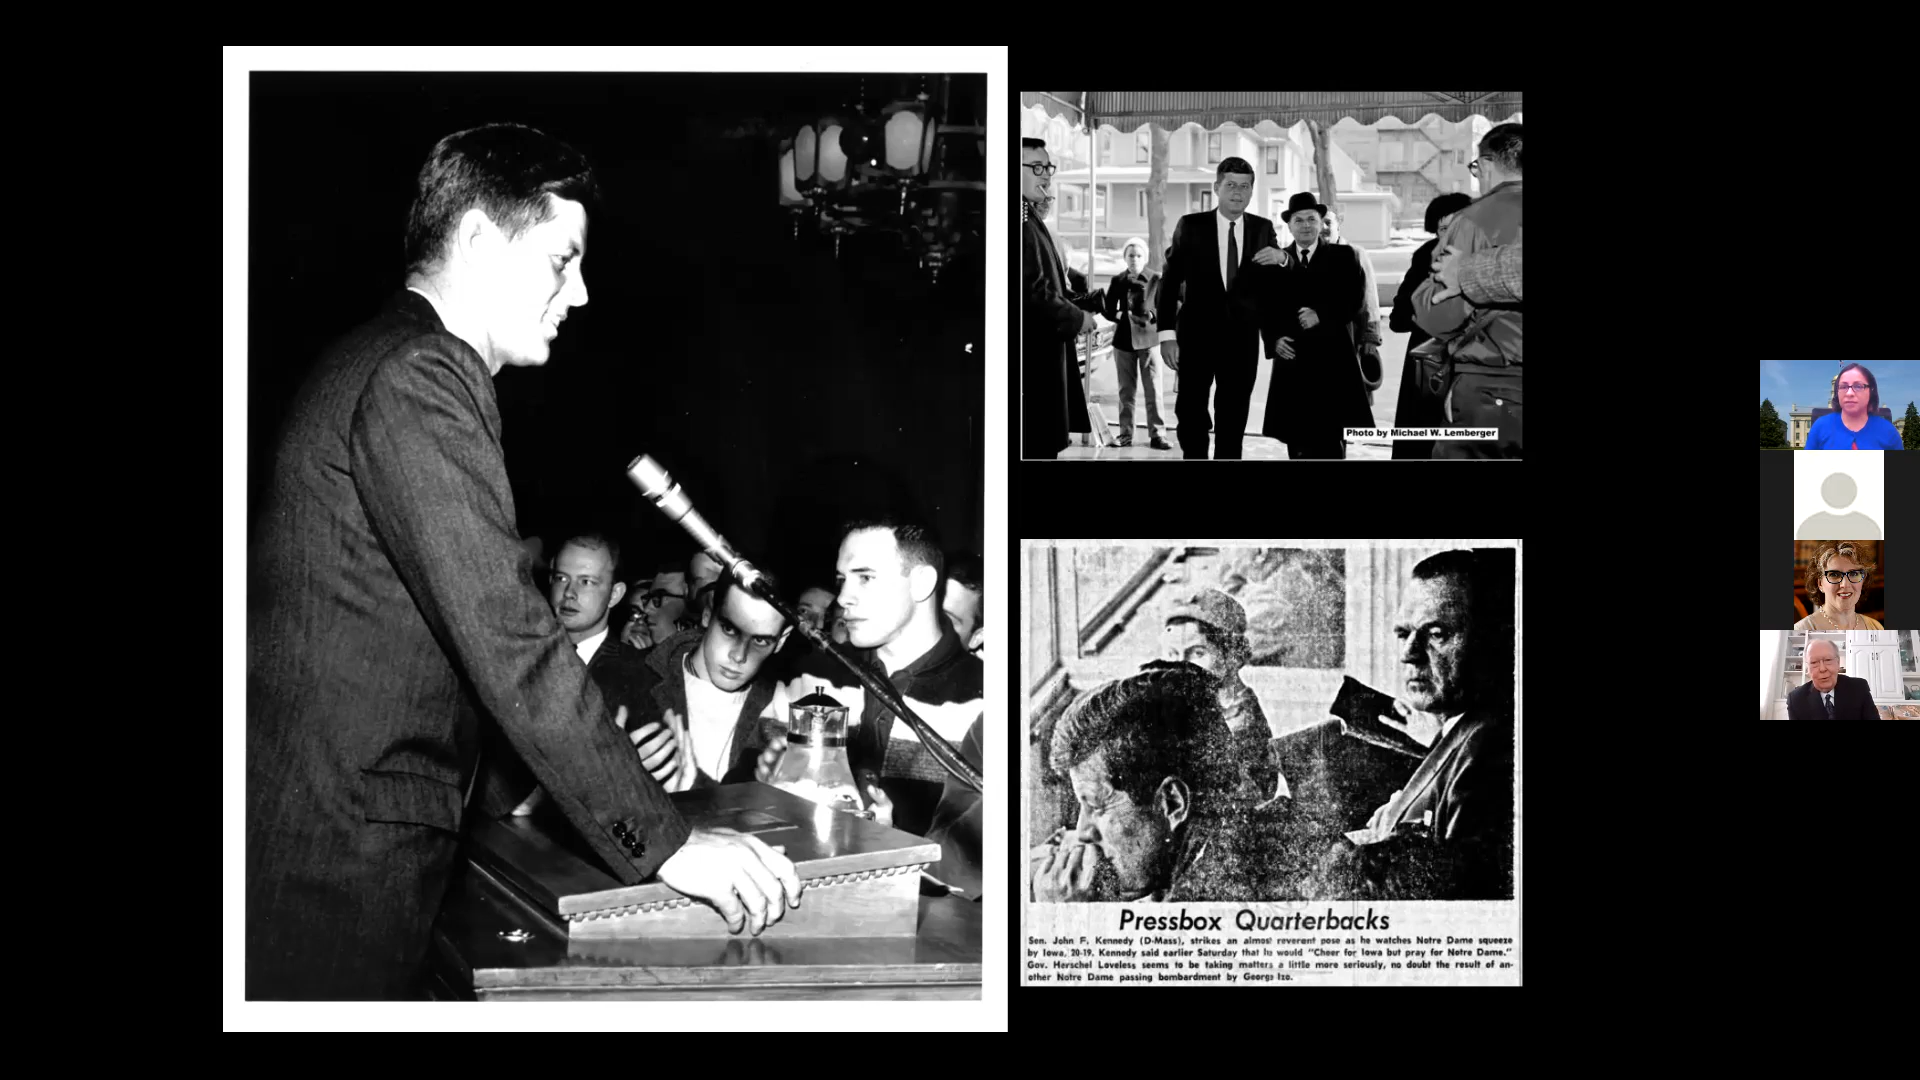 Photo by Michael W. Lemberger
Pressbox Quarterbacks
Sen. John F. Kennedy (D-Mass), strikes an almost reverent pose as he watches Notre Dame squeeze
by Iowa, 20-19. Kennedy said earlier Saturday that he would "Cheer for Iowa but pray for Notre Dame."
Gov. Herschel Loveless seems to be taking matters a little more seriously, no doubt the result of an-
other Notre Dame passing bombardment by George Izo.